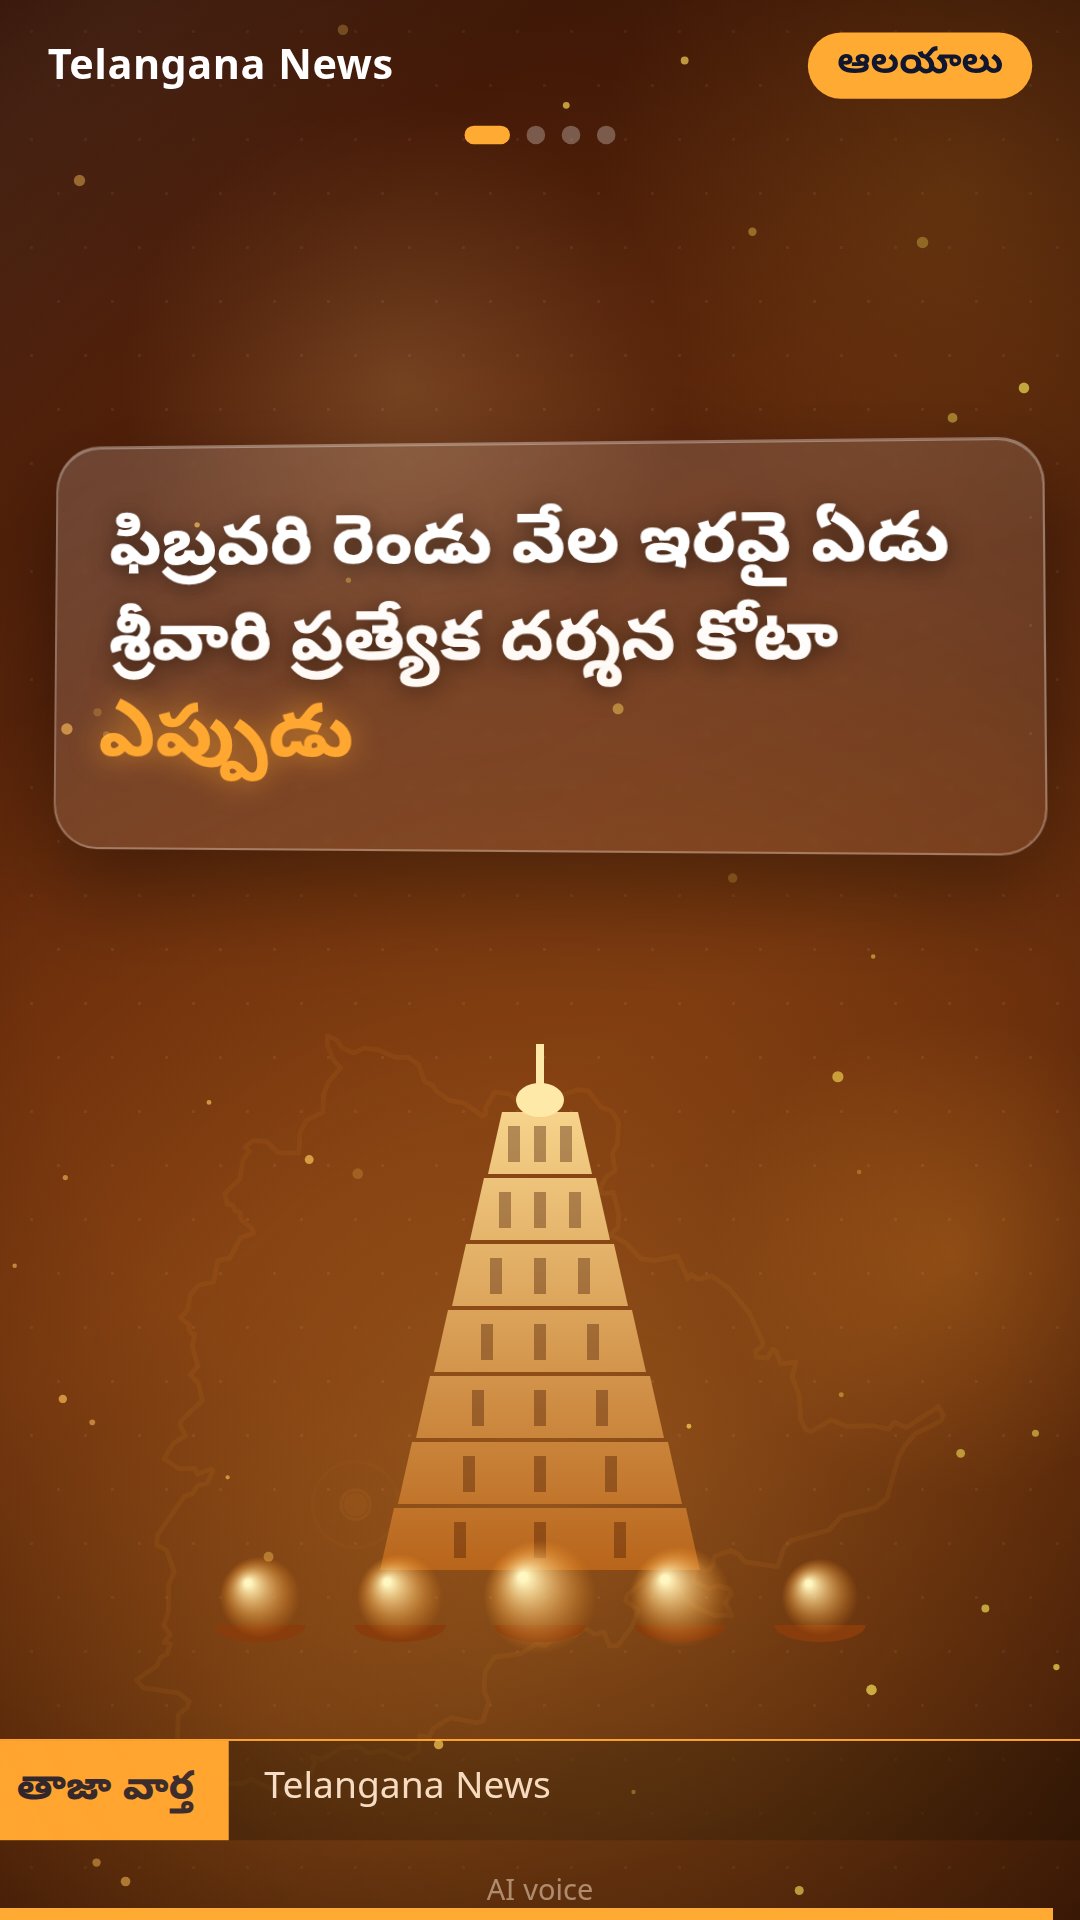 Telangana News
ఆలయాలు
ఫిబ్రవరి రెండు వేల ఇరవై ఏడు
శ్రీవారి ప్రత్యేక దర్శన కోటా
ఎప్పుడు
తాజా వార్త
Telangana News
AI voice